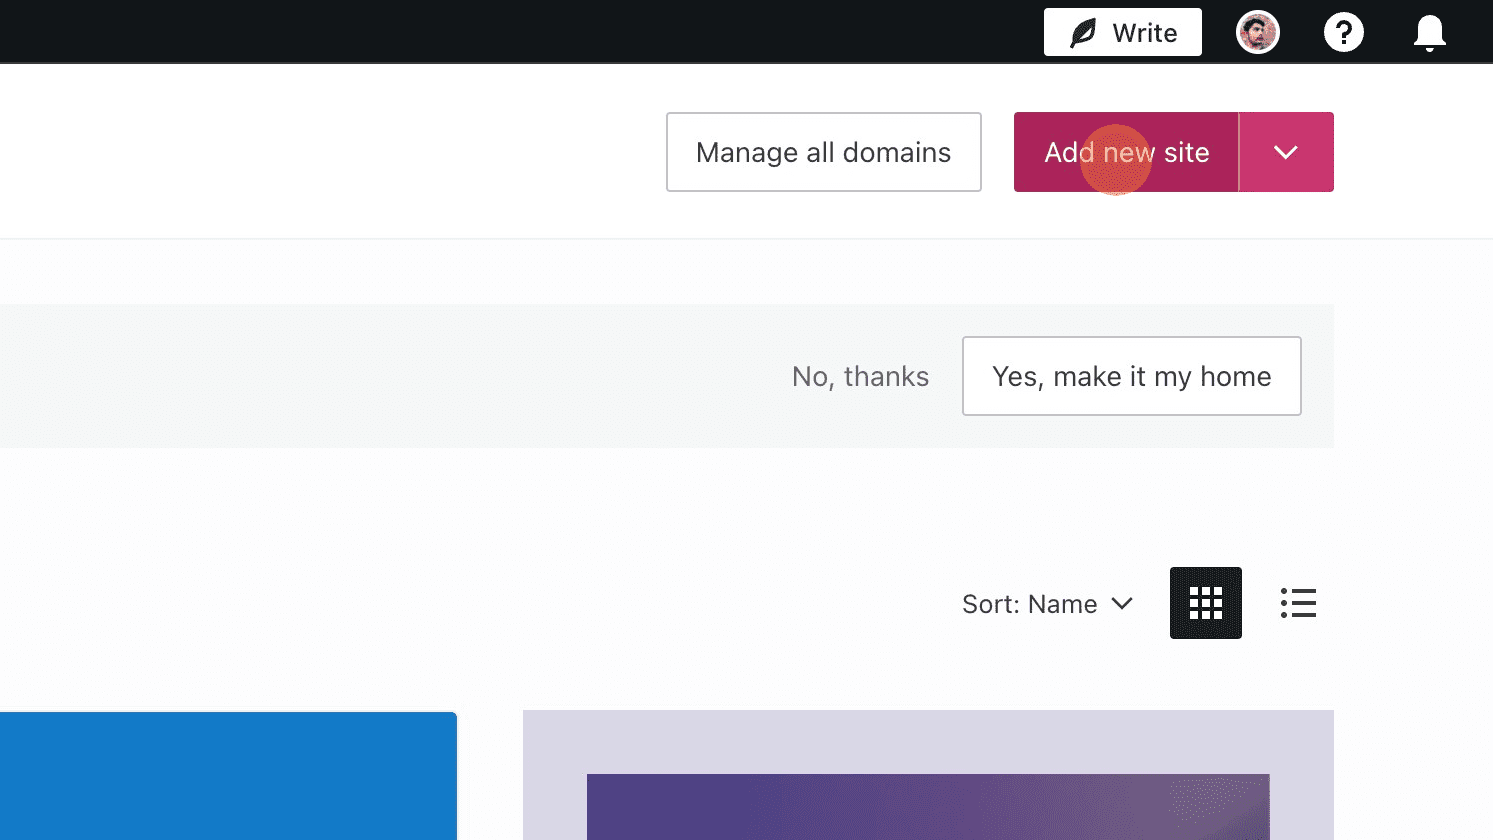 Write
Manage all domains
Add new site
No, thanks
Yes, make it my home
Sort: Name